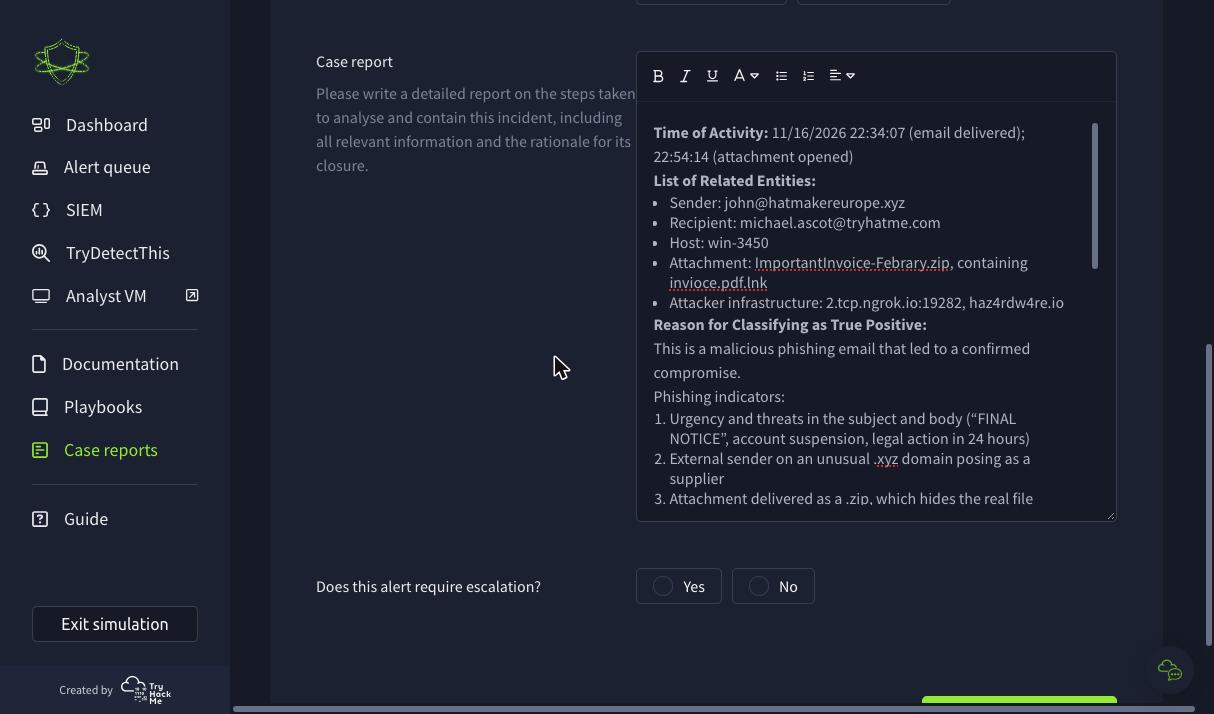 Dashboard
Alert queue
SIEM
TryDetectThis
Analyst VM
Documentation
Playbooks
Case reports
Guide
Exit simulation
Created by
Try
Hack
Me
Case report
Please write a detailed report on the steps taken
to analyse and contain this incident, including
all relevant information and the rationale for its
closure.
B I U A
Time of Activity: 11/16/2026 22:34:07 (email delivered);
22:54:14 (attachment opened)
List of Related Entities:
• Sender: john@hatmakereurope.xyz
• Recipient: michael.ascot@tryhatme.com
• Host: win-3450
• Attachment: ImportantInvoice-Febrary.zip, containing
invioce.pdf.lnk
• Attacker infrastructure: 2.tcp.ngrok.io:19282, haz4rdw4re.io
Reason for Classifying as True Positive:
This is a malicious phishing email that led to a confirmed
compromise.
Phishing indicators:
1. Urgency and threats in the subject and body (“FINAL
NOTICE”, account suspension, legal action in 24 hours)
2. External sender on an unusual .xyz domain posing as a
supplier
3. Attachment delivered as a .zip, which hides the real file
Does this alert require escalation?
Yes
No